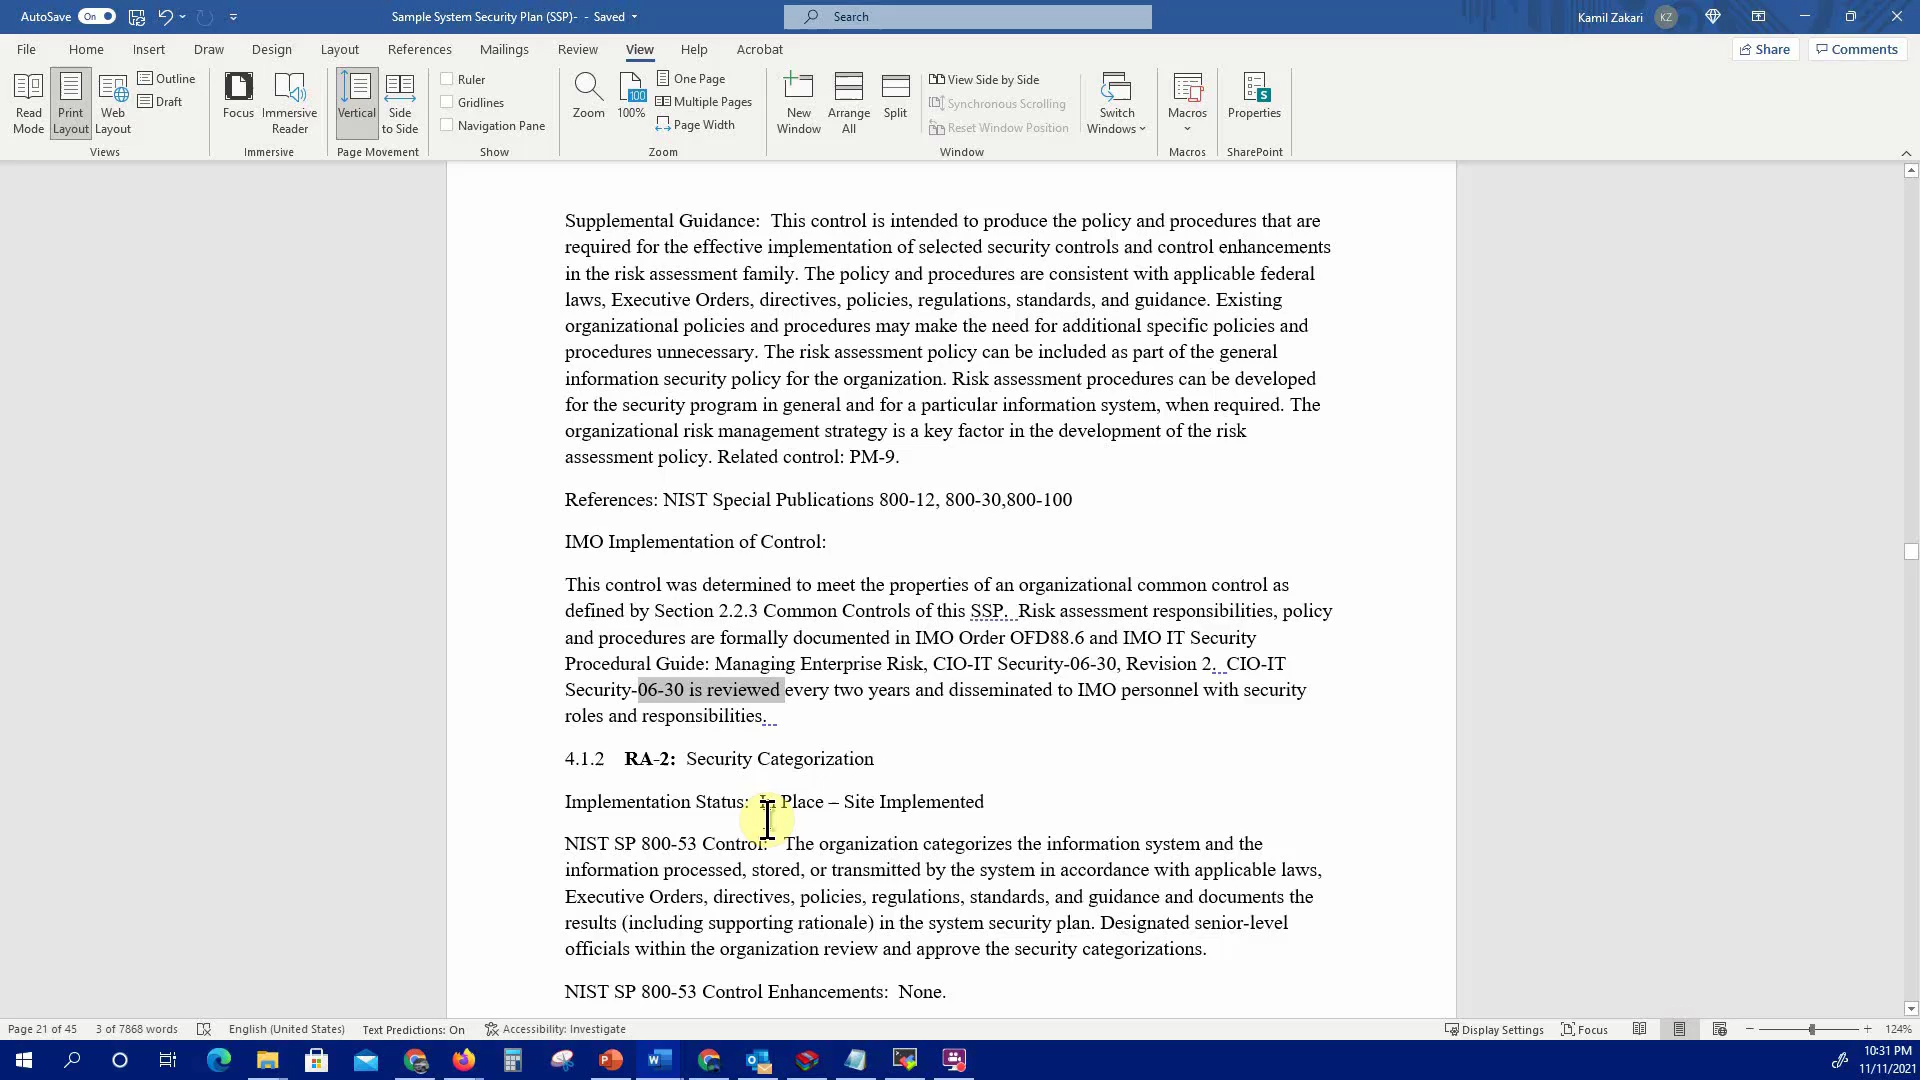 AutoSave On Sample System Security Plan (SSP)- - Saved Search Kamil Zakari KZ
File Home Insert Draw Design Layout References Mailings Review View Help Acrobat Share Comments
Read Mode Print Layout Web Layout Outline Draft
Views
Focus Immersive Reader
Immersive
Vertical Side to Side
Page Movement
Ruler
Gridlines
Navigation Pane
Show
Zoom 100 100% One Page
Multiple Pages
Page Width
Zoom
New Window Arrange All Split View Side by Side
Synchronous Scrolling
Reset Window Position
Switch Windows
Window
Macros
Macros
Properties
SharePoint
Supplemental Guidance: This control is intended to produce the policy and procedures that are
required for the effective implementation of selected security controls and control enhancements
in the risk assessment family. The policy and procedures are consistent with applicable federal
laws, Executive Orders, directives, policies, regulations, standards, and guidance. Existing
organizational policies and procedures may make the need for additional specific policies and
procedures unnecessary. The risk assessment policy can be included as part of the general
information security policy for the organization. Risk assessment procedures can be developed
for the security program in general and for a particular information system, when required. The
organizational risk management strategy is a key factor in the development of the risk
assessment policy. Related control: PM-9.
References: NIST Special Publications 800-12, 800-30,800-100
IMO Implementation of Control:
This control was determined to meet the properties of an organizational common control as
defined by Section 2.2.3 Common Controls of this SSP. Risk assessment responsibilities, policy
and procedures are formally documented in IMO Order OFD88.6 and IMO IT Security
Procedural Guide: Managing Enterprise Risk, CIO-IT Security-06-30, Revision 2. CIO-IT
Security-06-30 is reviewed every two years and disseminated to IMO personnel with security
roles and responsibilities.
4.1.2 RA-2: Security Categorization
Implementation Status: In Place – Site Implemented
NIST SP 800-53 Control: The organization categorizes the information system and the
information processed, stored, or transmitted by the system in accordance with applicable laws,
Executive Orders, directives, policies, regulations, standards, and guidance and documents the
results (including supporting rationale) in the system security plan. Designated senior-level
officials within the organization review and approve the security categorizations.
NIST SP 800-53 Control Enhancements: None.
Page 21 of 45 3 of 7868 words English (United States) Text Predictions: On Accessibility: Investigate Display Settings Focus 124%
10:31 PM
11/11/2021